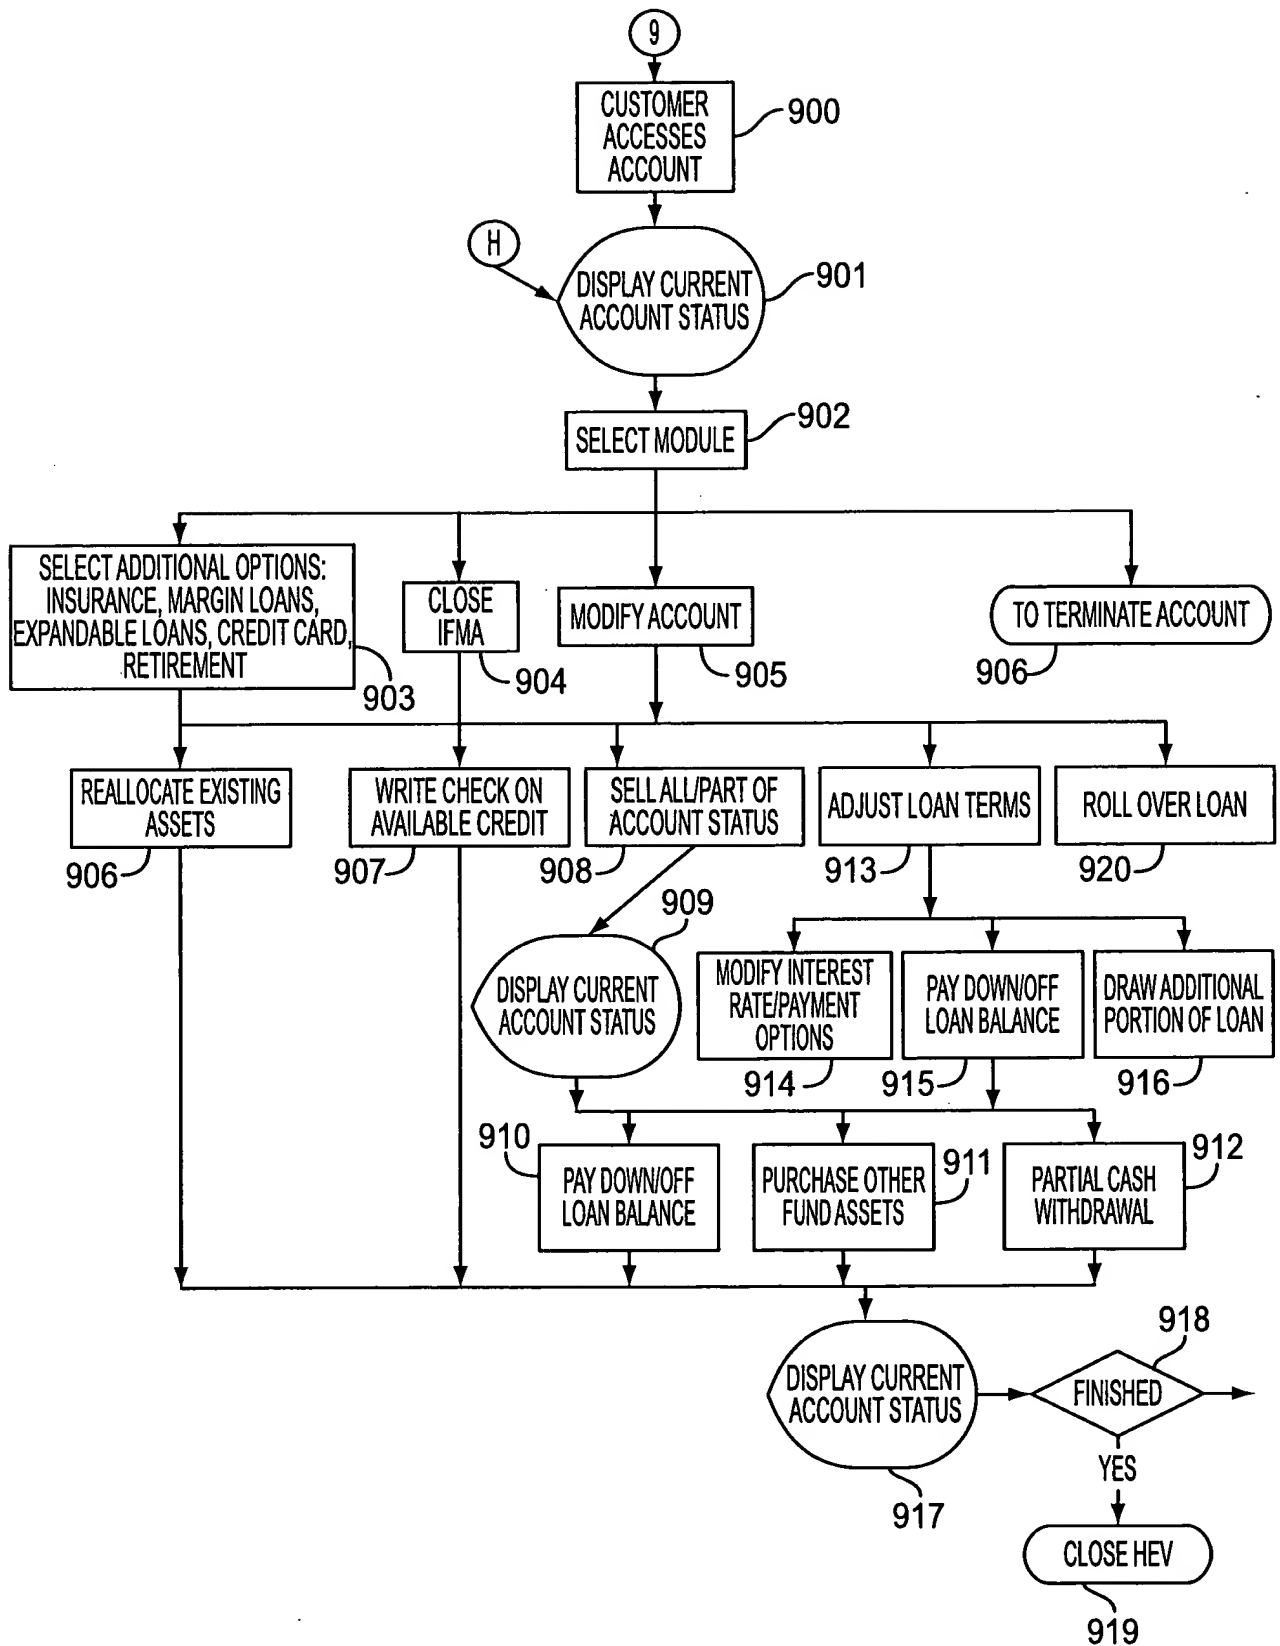 9
CUSTOMER
ACCESSES
ACCOUNT
900
H
DISPLAY CURRENT
ACCOUNT STATUS
901
SELECT MODULE
902
SELECT ADDITIONAL OPTIONS:
INSURANCE, MARGIN LOANS,
EXPANDABLE LOANS, CREDIT CARD,
RETIREMENT
903
CLOSE
IFMA
904
MODIFY ACCOUNT
905
TO TERMINATE ACCOUNT
906
REALLOCATE EXISTING
ASSETS
906
WRITE CHECK ON
AVAILABLE CREDIT
907
SELL ALL/PART OF
ACCOUNT STATUS
908
ADJUST LOAN TERMS
913
ROLL OVER LOAN
920
909
DISPLAY CURRENT
ACCOUNT STATUS
MODIFY INTEREST
RATE/PAYMENT
OPTIONS
914
PAY DOWN/OFF
LOAN BALANCE
915
DRAW ADDITIONAL
PORTION OF LOAN
916
910
PAY DOWN/OFF
LOAN BALANCE
PURCHASE OTHER
FUND ASSETS
911
PARTIAL CASH
WITHDRAWAL
912
DISPLAY CURRENT
ACCOUNT STATUS
917
FINISHED
918
YES
CLOSE HEV
919